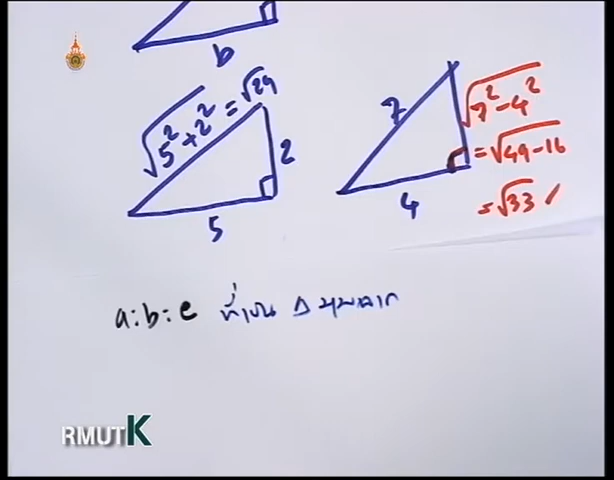 b
√5²+2² = √29
2
5
7
√7²-4²
= √49-16
= √33
4
a:b:c ที่เป็น Δ มุมฉาก
RMUTK